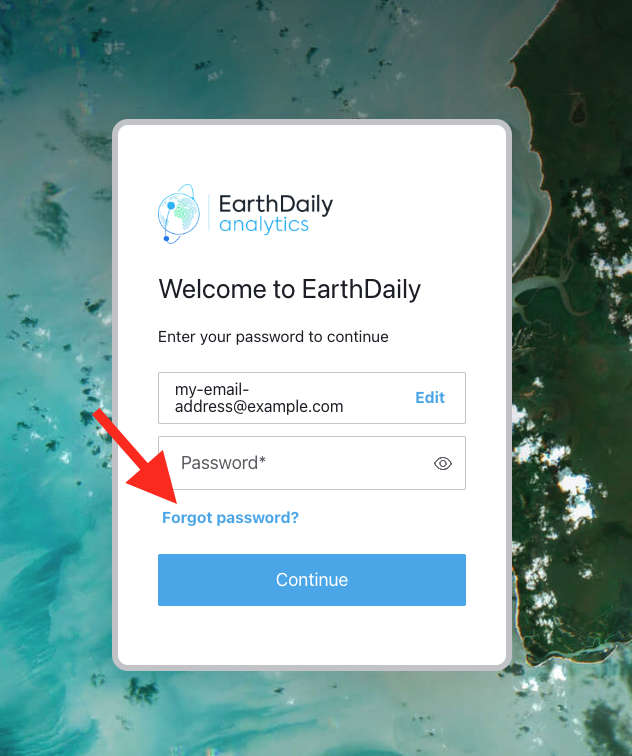 EarthDaily
analytics
Welcome to EarthDaily
Enter your password to continue
my-email-
address@example.com
Edit
Password*
Forgot password?
Continue